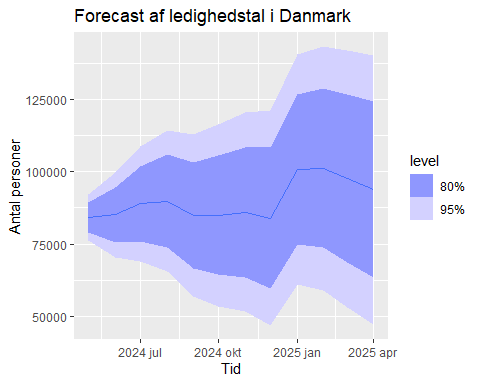 Forecast af ledighedstal i Danmark
Antal personer
125000
100000
75000
50000
2024 jul
2024 okt
2025 jan
2025 apr
Tid
level
80%
95%